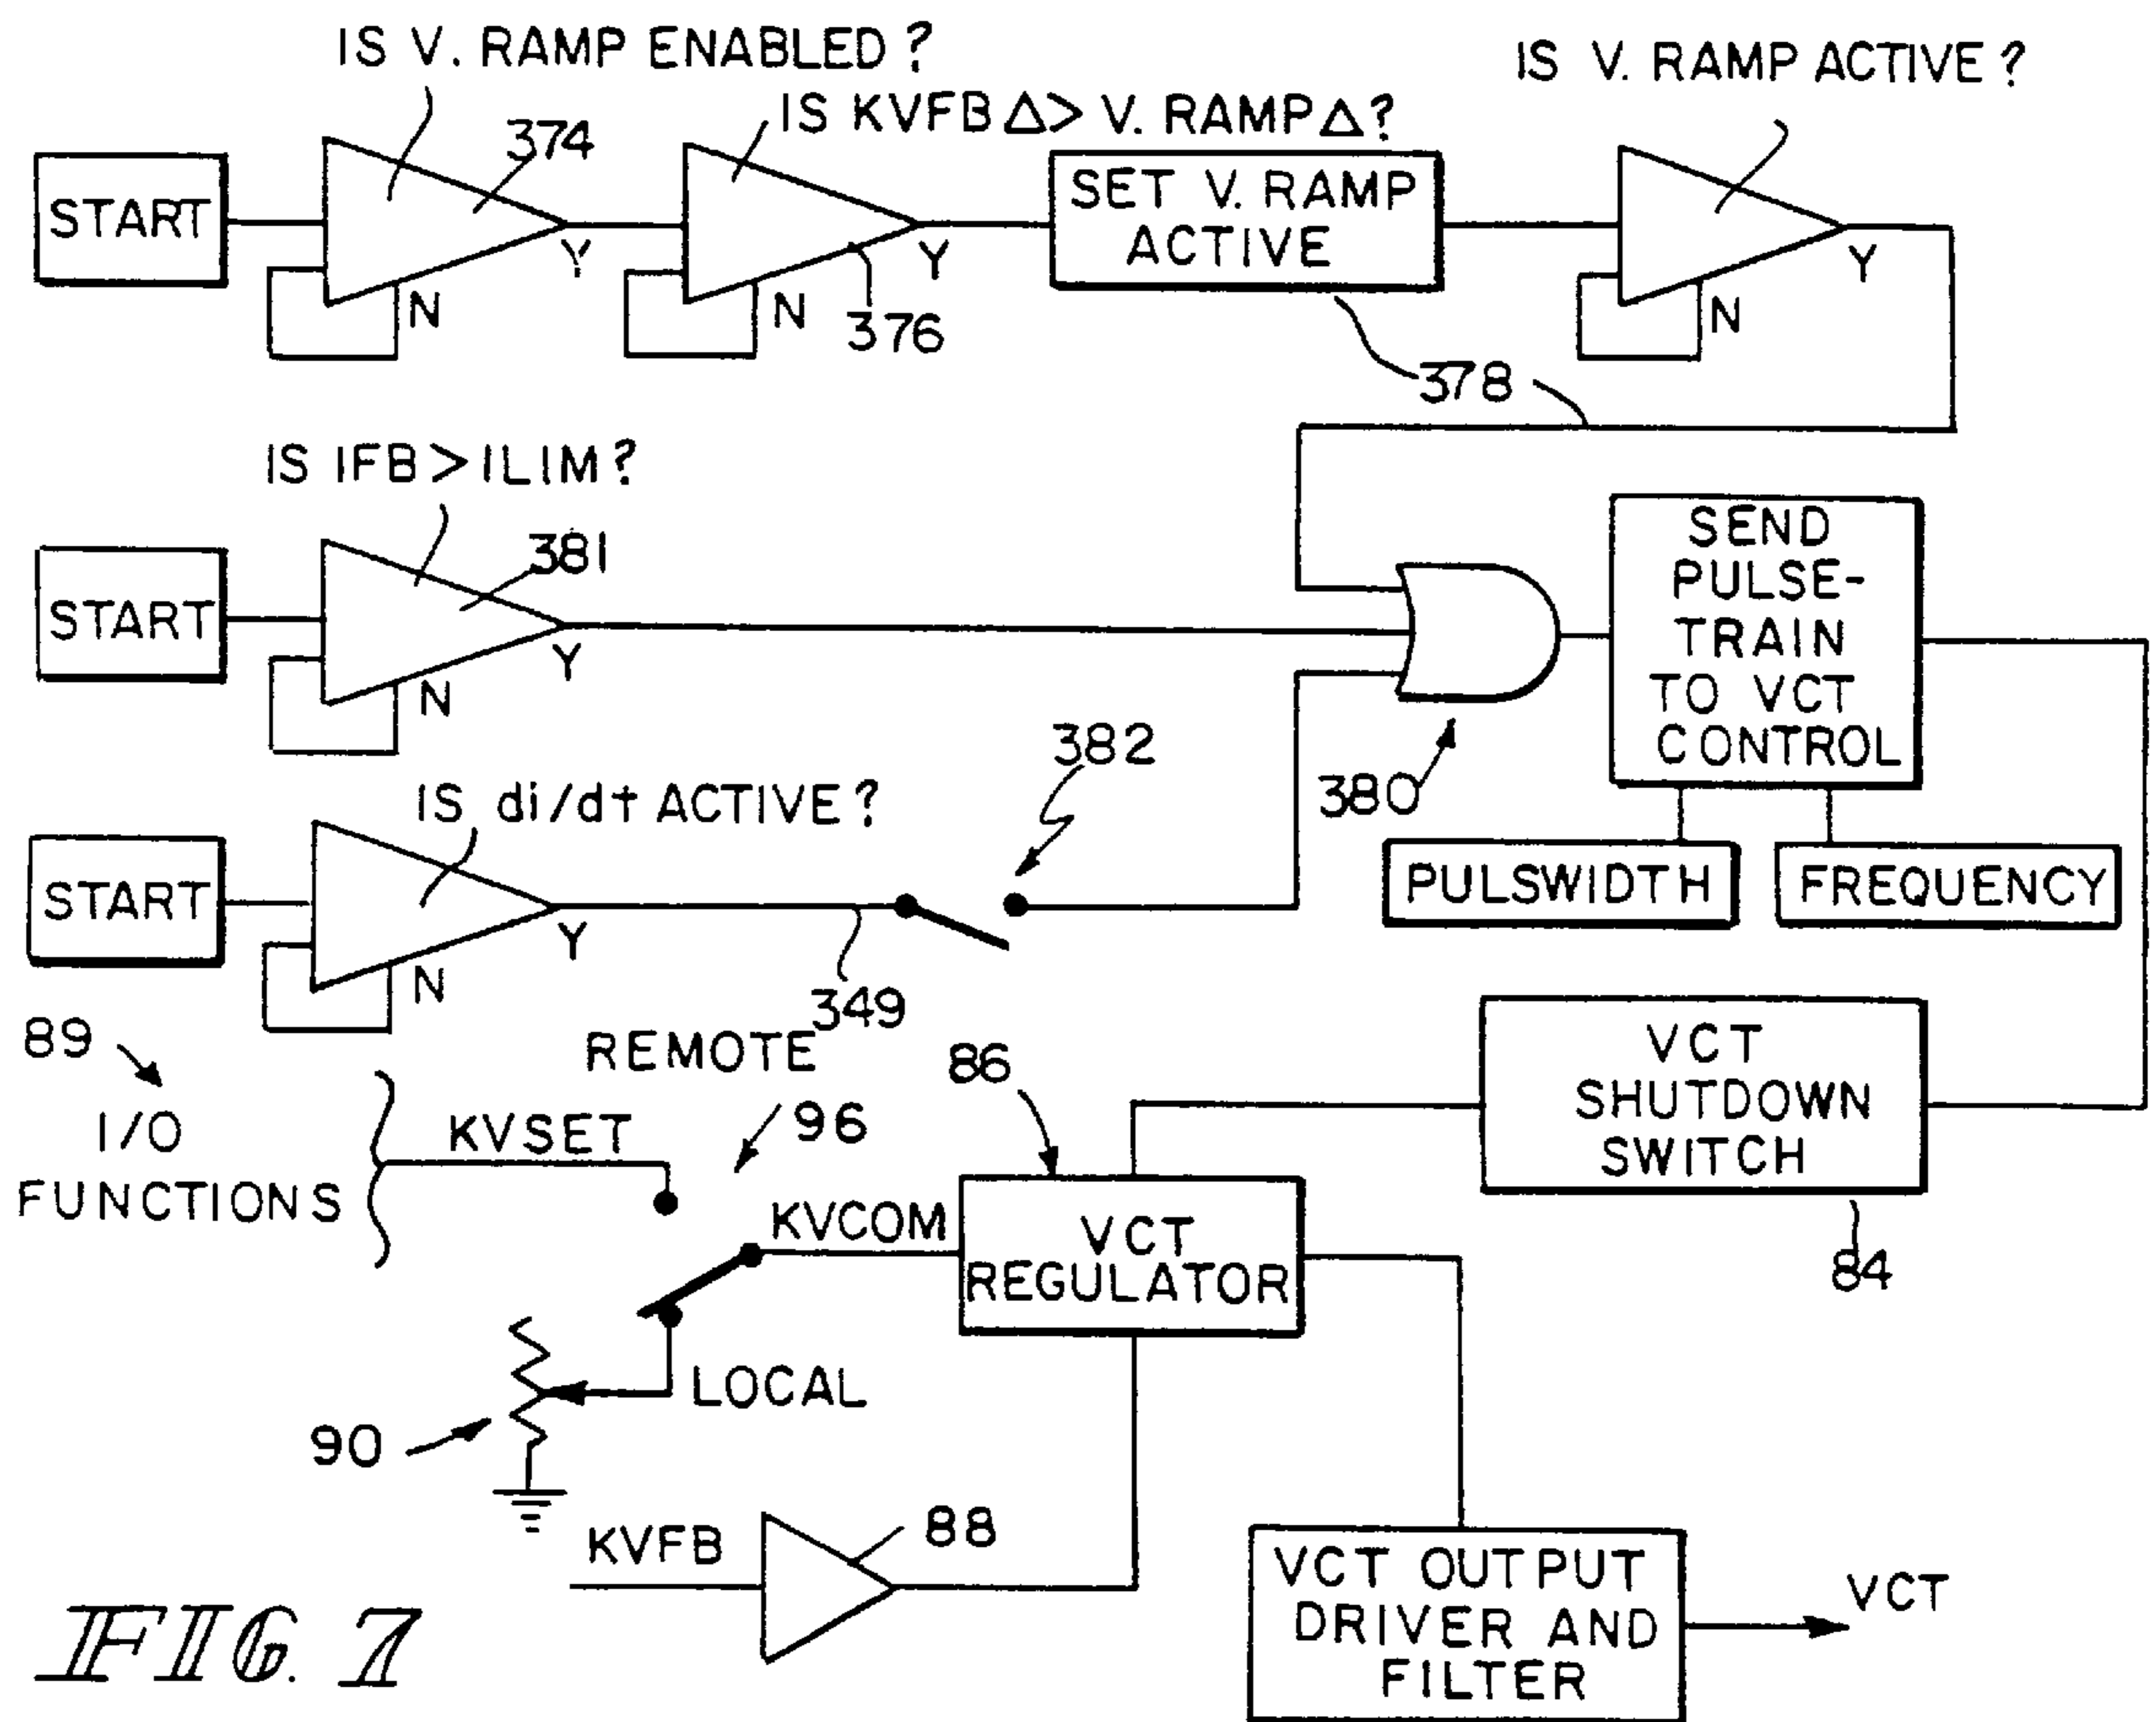 IS V. RAMP ENABLED?
IS V. RAMP ACTIVE?
IS KVFB Δ> V. RAMP Δ?
374
START
SET V. RAMP
ACTIVE
Y
Y
Y
N
N
N
376
378
IS IFB>ILIM?
381
START
Y
N
SEND
PULSE-
TRAIN
TO VCT
CONTROL
382
380
IS di/dt ACTIVE?
START
Y
N
349
PULSWIDTH
FREQUENCY
89
I/O
FUNCTIONS
REMOTE
KVSET
96
86
VCT
SHUTDOWN
SWITCH
84
KVCOM
VCT
REGULATOR
LOCAL
90
KVFB
88
VCT OUTPUT
DRIVER AND
FILTER
VCT
FIG. 7